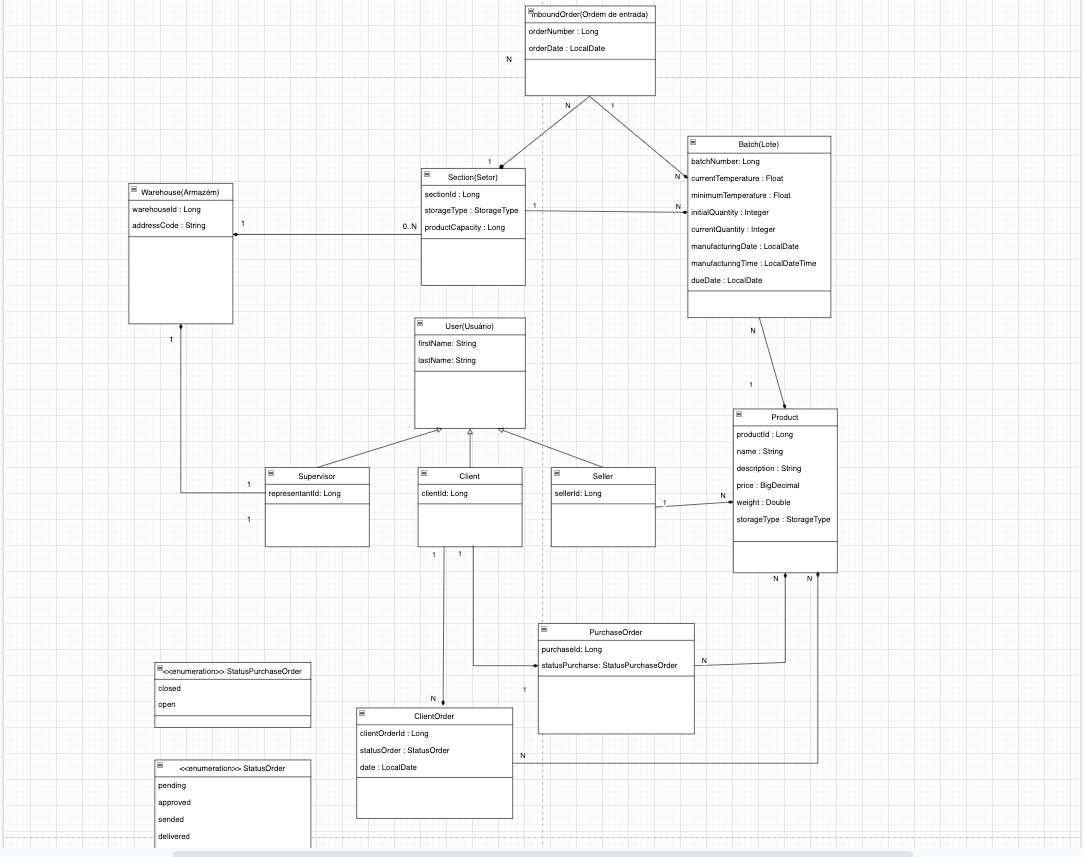 InboundOrder(Ordem de entrada)
orderNumber : Long
orderDate : LocalDate
N
N
1
1
Batch(Lote)
batchNumber: Long
currentTemperature : Float
minimumTemperature : Float
initialQuantity : Integer
currentQuantity : Integer
manufacturingDate : LocalDate
manufacturingTime : LocalDateTime
dueDate : LocalDate
N
N
Section(Setor)
sectionId : Long
storageType : StorageType
productCapacity : Long
1
Warehouse(Armazém)
warehouseId : Long
addressCode : String
1
0..N
1
User(Usuário)
firstName: String
lastName: String
N
1
Product
productId : Long
name : String
description : String
price : BigDecimal
weight : Double
storageType : StorageType
Supervisor
representantId: Long
1
1
Client
clientId: Long
Seller
sellerId: Long
1
N
1
1
N
N
PurchaseOrder
purchaseId: Long
statusPurcharse: StatusPurchaseOrder
N
1
<<enumeration>> StatusPurchaseOrder
closed
open
N
ClientOrder
clientOrderId : Long
statusOrder : StatusOrder
date : LocalDate
N
<<enumeration>> StatusOrder
pending
approved
sended
delivered